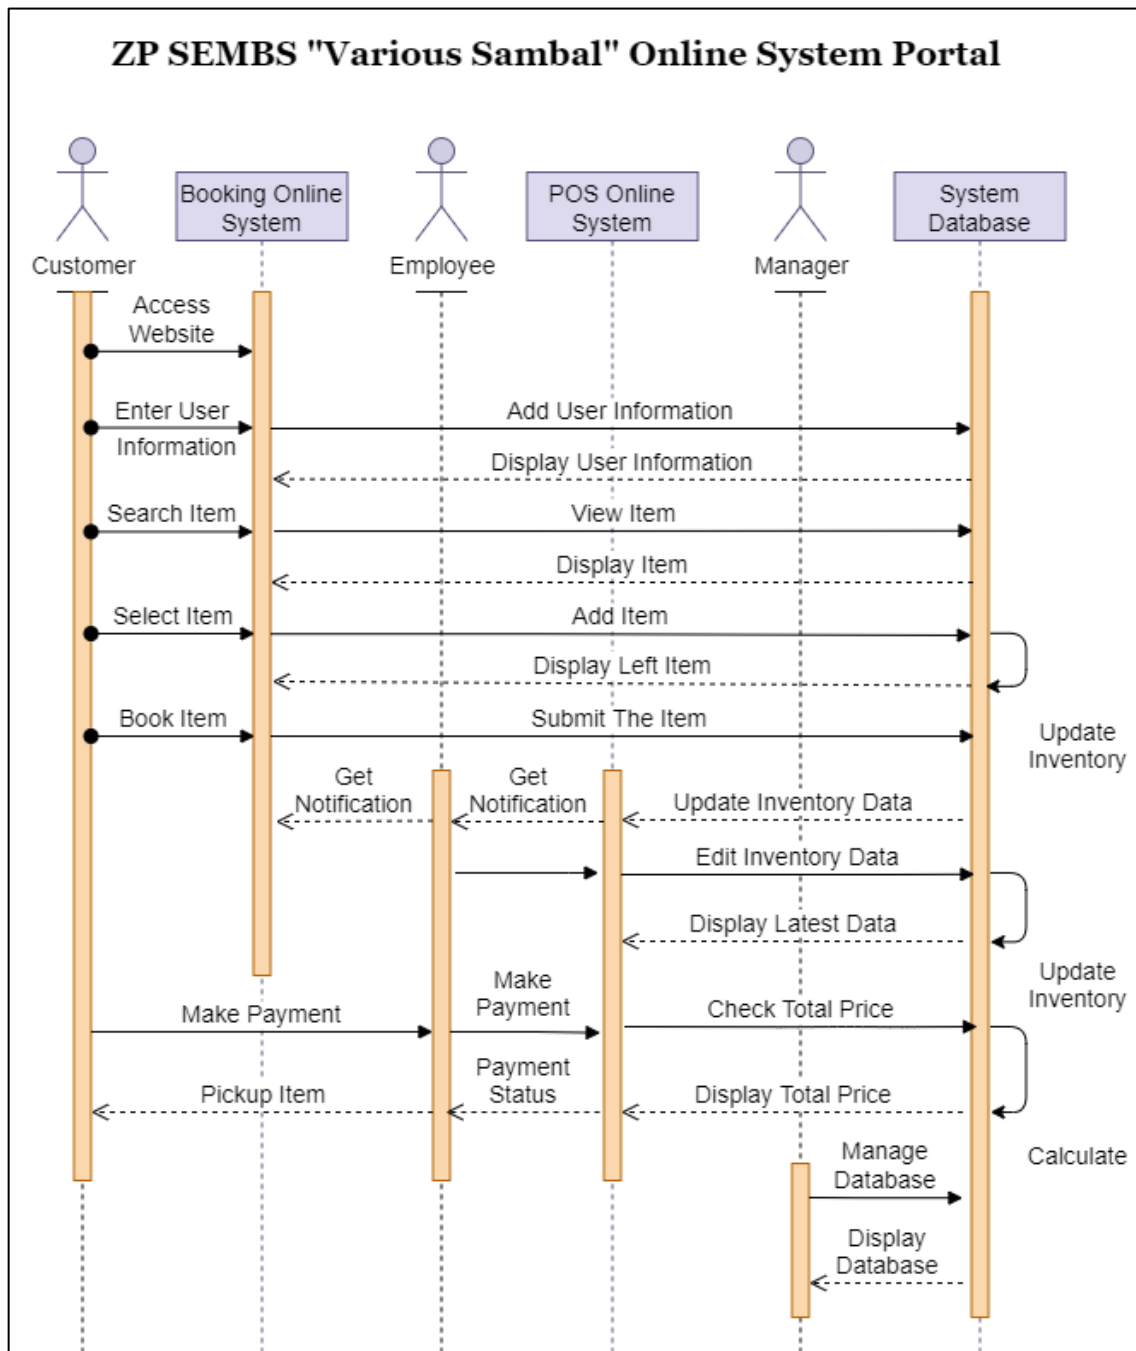 ZP SEMBS "Various Sambal" Online System Portal
Booking Online
System
POS Online
System
System
Database
Customer
Employee
Manager
Access
Website
Enter User
Information
Add User Information
Display User Information
Search Item
View Item
Display Item
Select Item
Add Item
Display Left Item
Book Item
Submit The Item
Update
Inventory
Get
Notification
Get
Notification
Update Inventory Data
Edit Inventory Data
Display Latest Data
Update
Inventory
Make Payment
Make
Payment
Check Total Price
Pickup Item
Payment
Status
Display Total Price
Calculate
Manage
Database
Display
Database